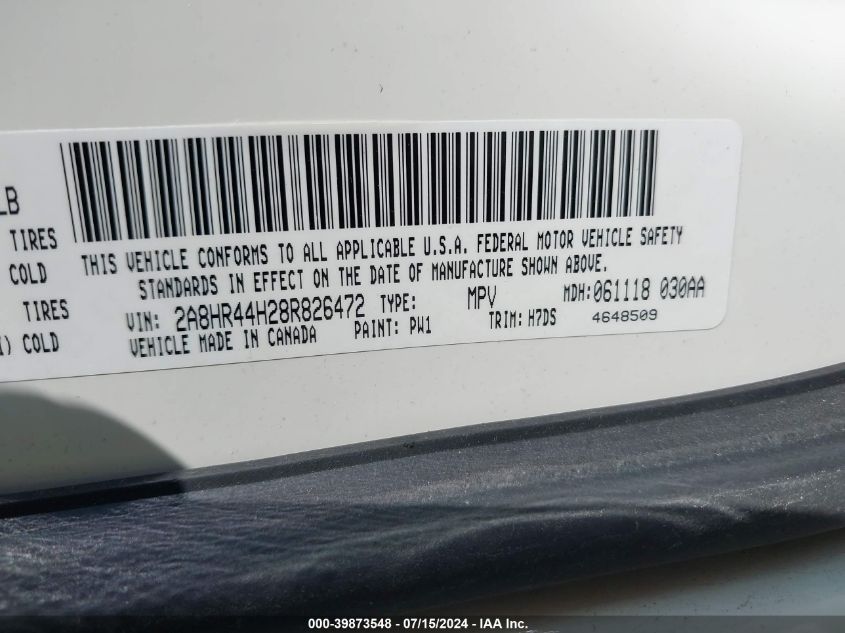 LB
TIRES
COLD
TIRES
) COLD
THIS VEHICLE CONFORMS TO ALL APPLICABLE U.S.A. FEDERAL MOTOR VEHICLE SAFETY
STANDARDS IN EFFECT ON THE DATE OF MANUFACTURE SHOWN ABOVE.
VIN: 2A8HR44H28R826472 TYPE: MPV MDH: 061118 030AA
VEHICLE MADE IN CANADA PAINT: PW1 TRIM: H7DS 4648509
000-39873548 - 07/15/2024 - IAA Inc.